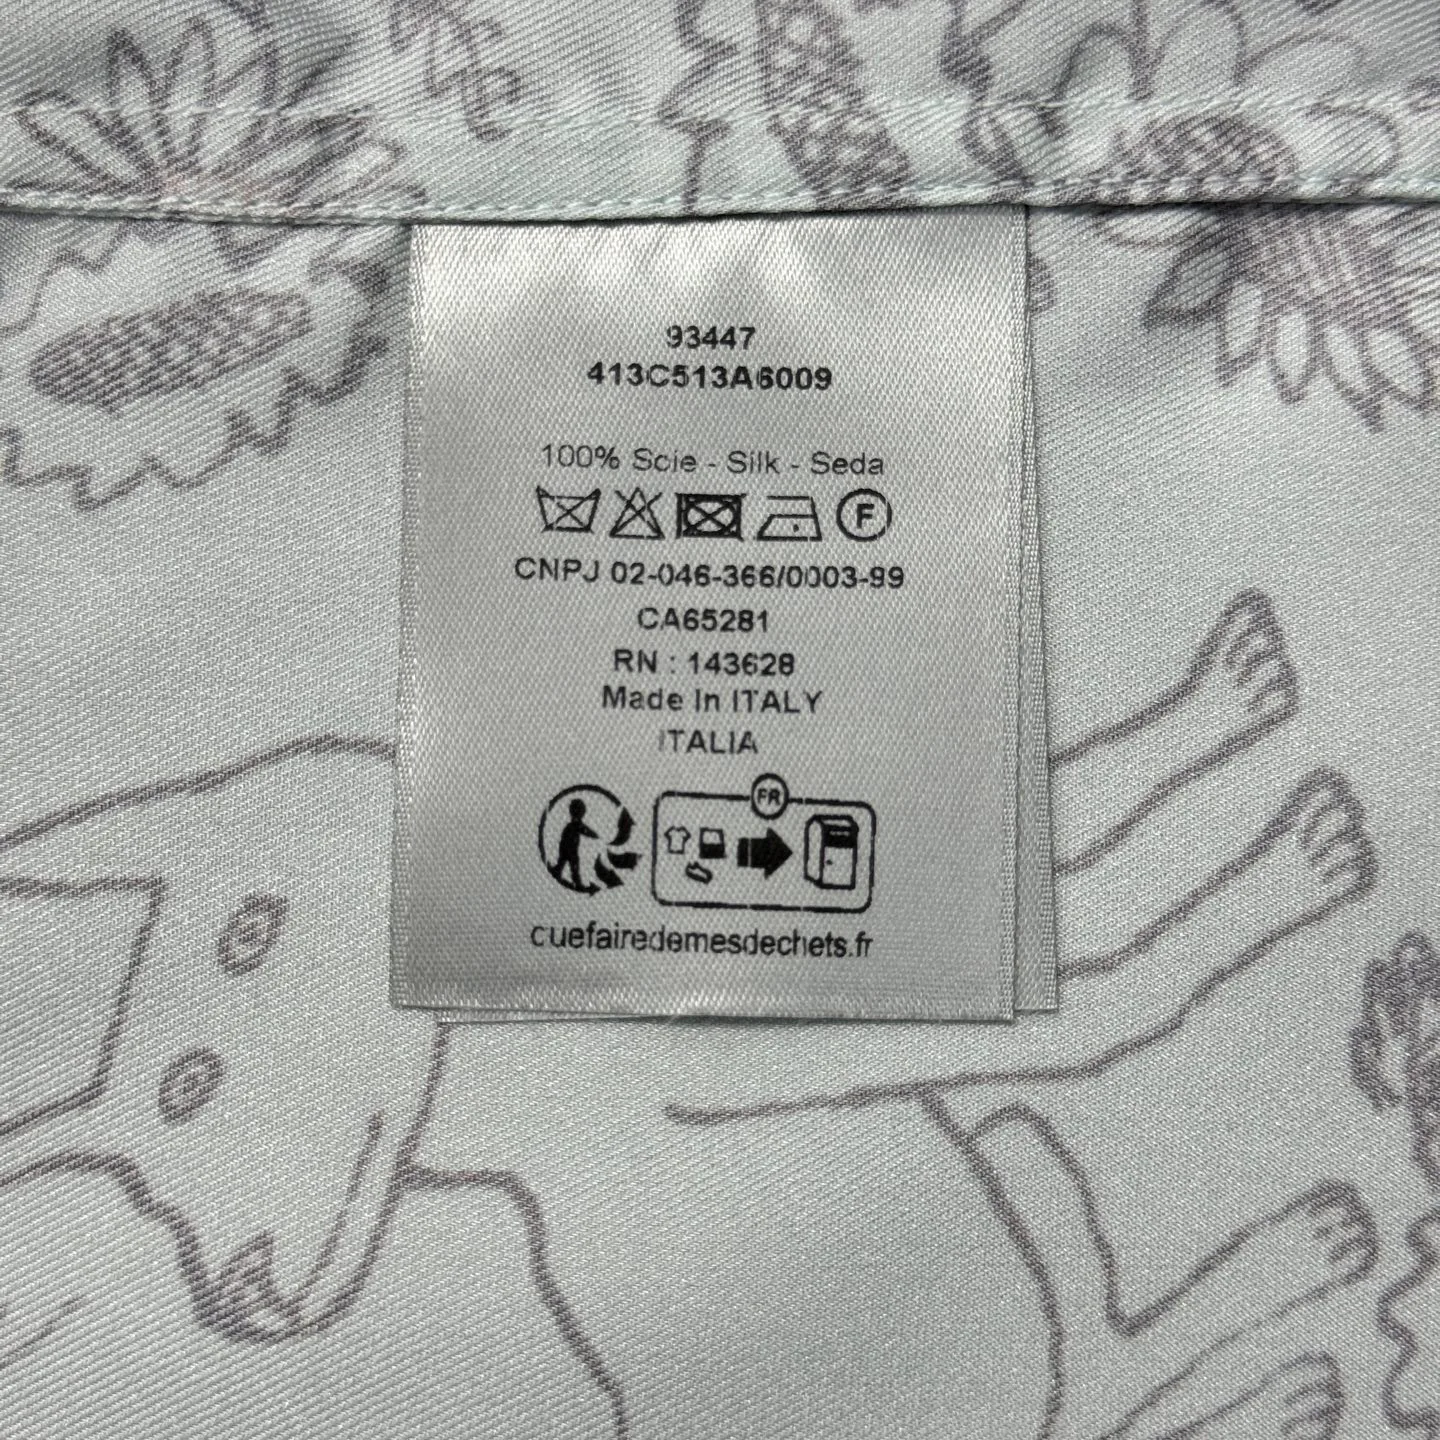 93447
413C513A6009
100% Soie - Silk - Seda
F
CNPJ 02-046-366/0003-99
CA65281
RN : 143628
Made In ITALY
ITALIA
FR
quefairedemesdechets.fr